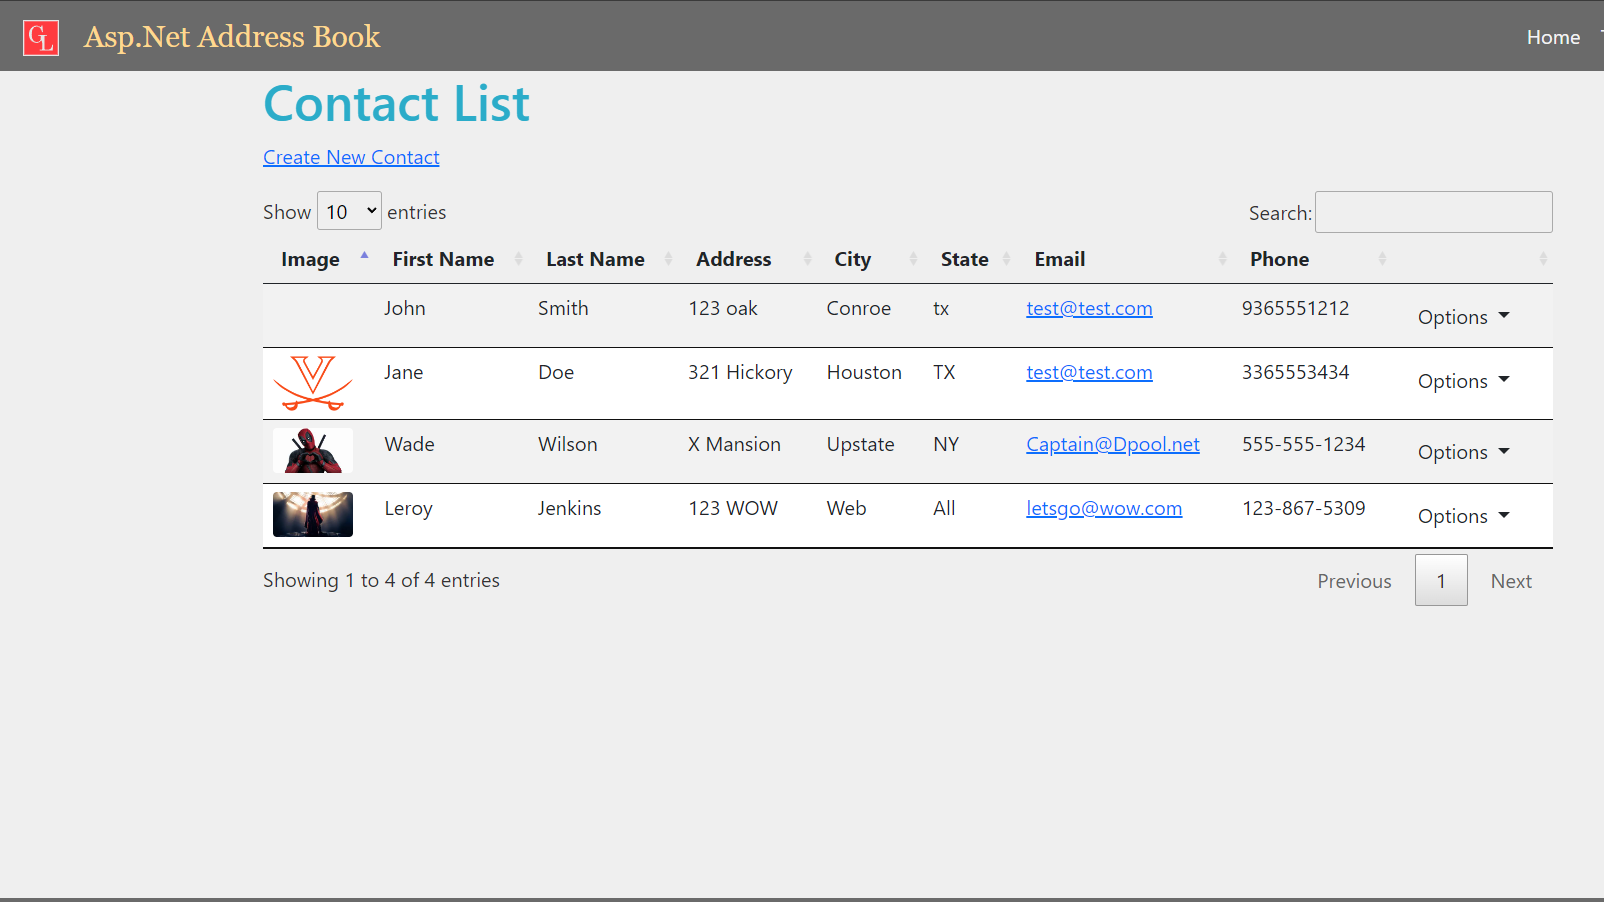 GL Asp.Net Address Book Home
Contact List
Create New Contact
Show 10 entries Search:
Image First Name Last Name Address City State Email Phone
John Smith 123 oak Conroe tx test@test.com 9365551212 Options
Jane Doe 321 Hickory Houston TX test@test.com 3365553434 Options
Wade Wilson X Mansion Upstate NY Captain@Dpool.net 555-555-1234 Options
Leroy Jenkins 123 WOW Web All letsgo@wow.com 123-867-5309 Options
Showing 1 to 4 of 4 entries Previous 1 Next